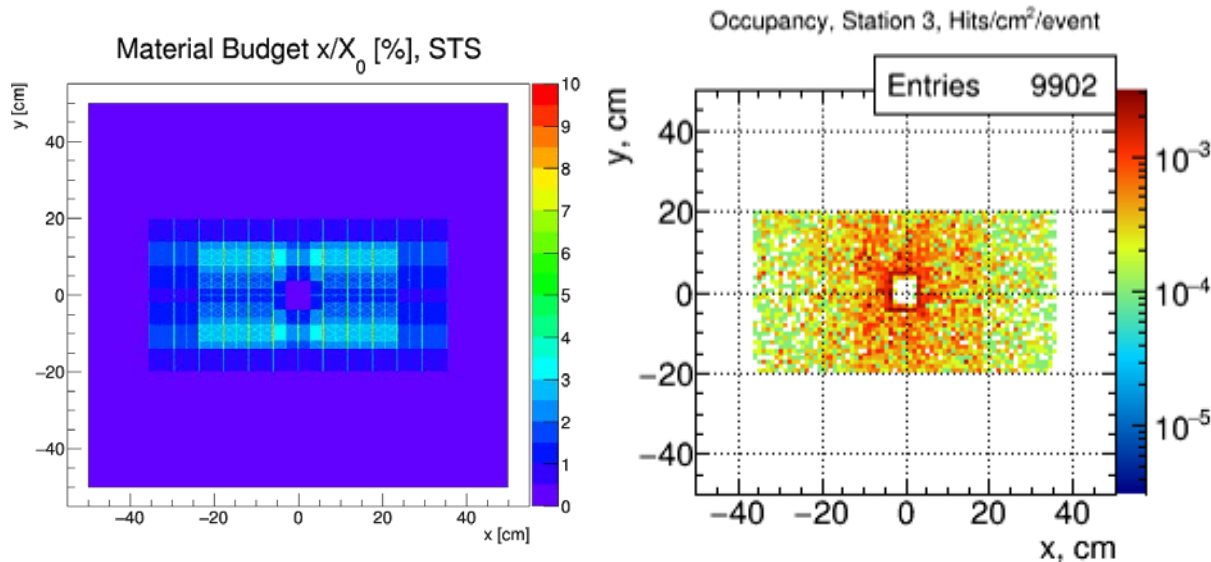 Material Budget x/X₀ [%], STS
y [cm]
40
20
0
−20
−40
−40 −20 0 20 40
x [cm]
10
9
8
7
6
5
4
3
2
1
0
Occupancy, Station 3, Hits/cm²/event
Entries 9902
y, cm
40
20
0
−20
−40
−40 −20 0 20 40
x, cm
10⁻³
10⁻⁴
10⁻⁵